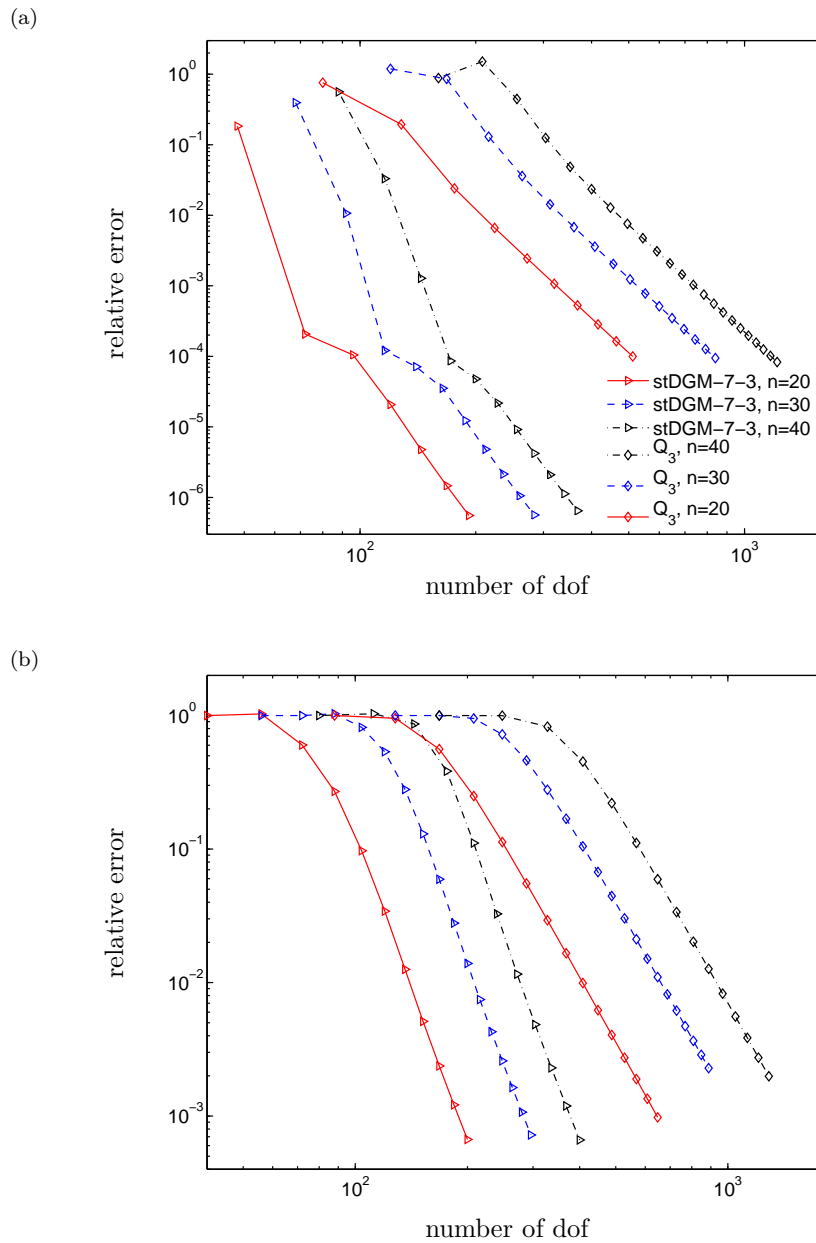 (a)
10^0
10^-1
10^-2
10^-3
10^-4
10^-5
10^-6
relative error
stDGM−7−3, n=20
stDGM−7−3, n=30
stDGM−7−3, n=40
Q_3, n=40
Q_3, n=30
Q_3, n=20
10^2
10^3
number of dof
(b)
10^0
10^-1
10^-2
10^-3
relative error
10^2
10^3
number of dof